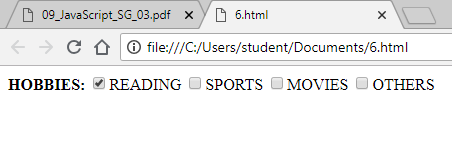 09_JavaScript_SG_03.pdf
6.html
file:///C:/Users/student/Documents/6.html
HOBBIES: READING SPORTS MOVIES OTHERS